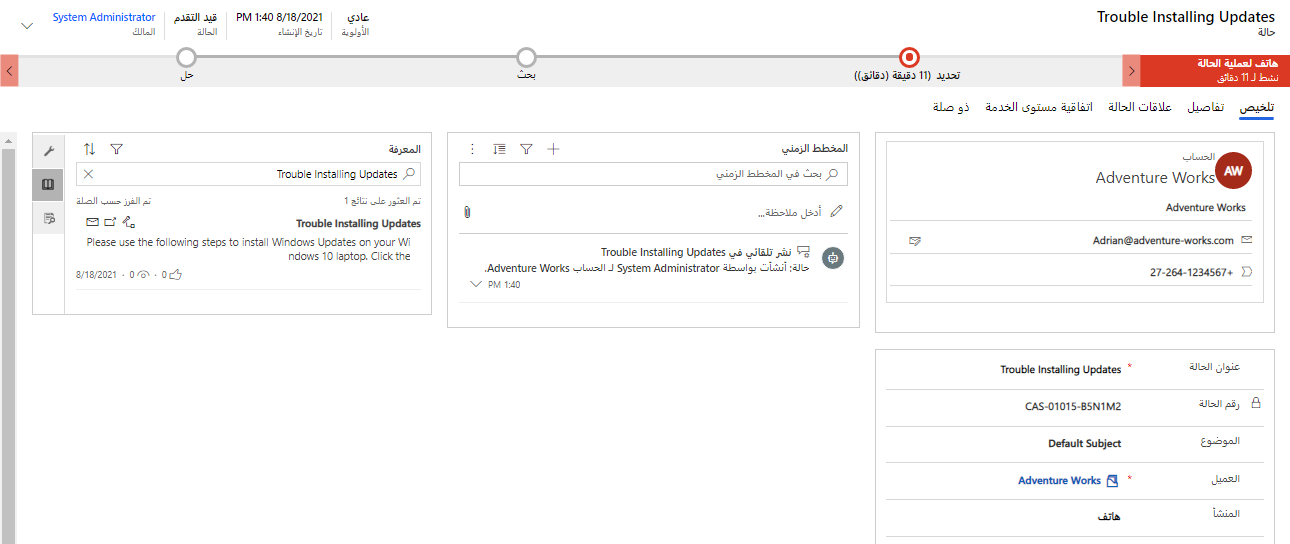 Trouble Installing Updates
حالة
عادي
الأولوية
8/18/2021 1:40 PM
تاريخ الإنشاء
قيد التقدم
الحالة
System Administrator
المالك
هاتف لعملية الحالة
نشط لـ 11 دقائق
تحديد (11 دقيقة (دقائق))
بحث
حل
تلخيص
تفاصيل
علاقات الحالة
اتفاقية مستوى الخدمة
ذو صلة
الحساب
AW
Adventure Works
Adventure Works
Adrian@adventure-works.com
27-264-1234567+
عنوان الحالة
*
Trouble Installing Updates
رقم الحالة
CAS-01015-B5N1M2
الموضوع
Default Subject
العميل
*
Adventure Works
المنشأ
هاتف
المخطط الزمني
بحث في المخطط الزمني
أدخل ملاحظة...
نشر تلقائي في Trouble Installing Updates
حالة: أنشأت بواسطة System Administrator لـ الحساب Adventure Works.
1:40 PM
المعرفة
Trouble Installing Updates
تم العثور على نتائج 1
تم الفرز حسب الصلة
Trouble Installing Updates
Please use the following steps to install Windows Updates on your Wi
ndows 10 laptop. Click the
0 · 0 · 8/18/2021